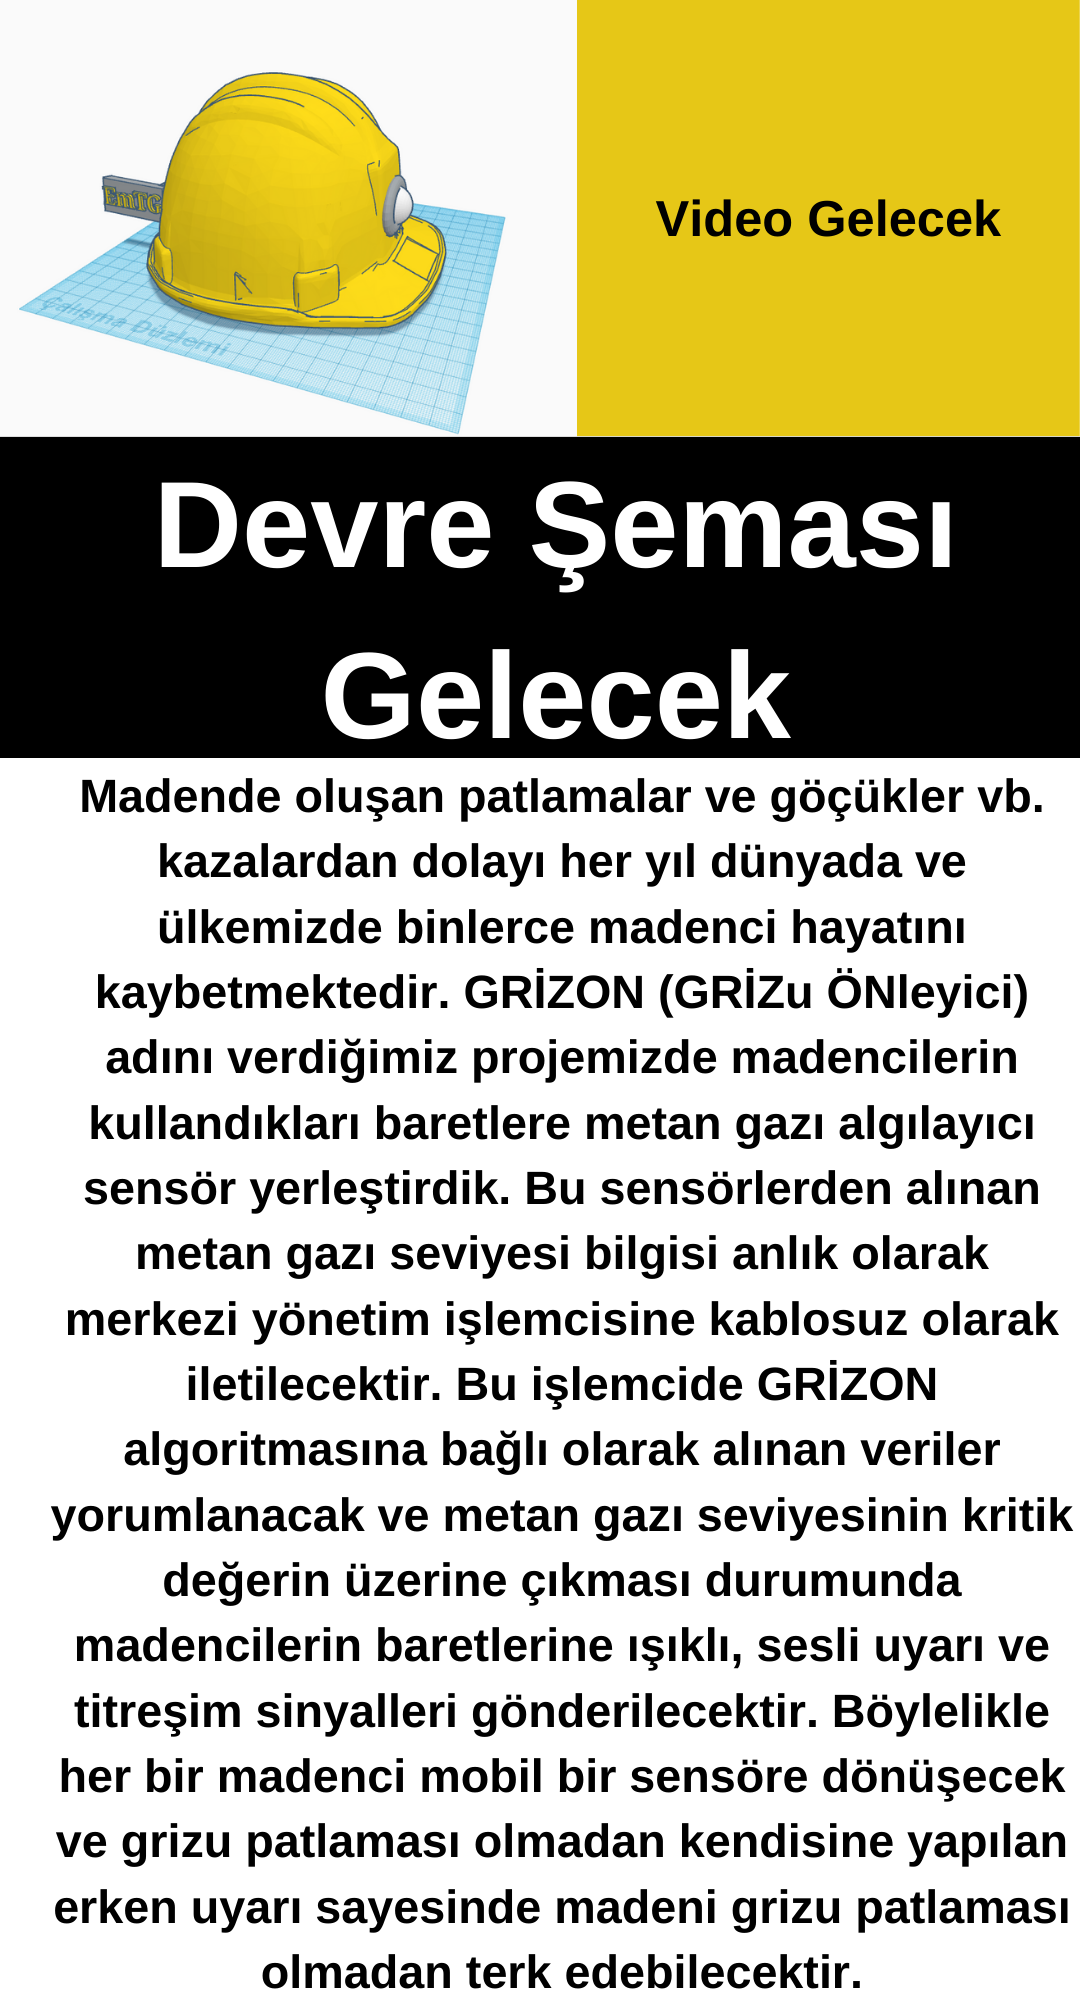 EmTG
Çalışma Düzlemi
Video Gelecek
Devre Şeması
Gelecek
Madende oluşan patlamalar ve göçükler vb.
kazalardan dolayı her yıl dünyada ve
ülkemizde binlerce madenci hayatını
kaybetmektedir. GRİZON (GRİZu ÖNleyici)
adını verdiğimiz projemizde madencilerin
kullandıkları baretlere metan gazı algılayıcı
sensör yerleştirdik. Bu sensörlerden alınan
metan gazı seviyesi bilgisi anlık olarak
merkezi yönetim işlemcisine kablosuz olarak
iletilecektir. Bu işlemcide GRİZON
algoritmasına bağlı olarak alınan veriler
yorumlanacak ve metan gazı seviyesinin kritik
değerin üzerine çıkması durumunda
madencilerin baretlerine ışıklı, sesli uyarı ve
titreşim sinyalleri gönderilecektir. Böylelikle
her bir madenci mobil bir sensöre dönüşecek
ve grizu patlaması olmadan kendisine yapılan
erken uyarı sayesinde madeni grizu patlaması
olmadan terk edebilecektir.